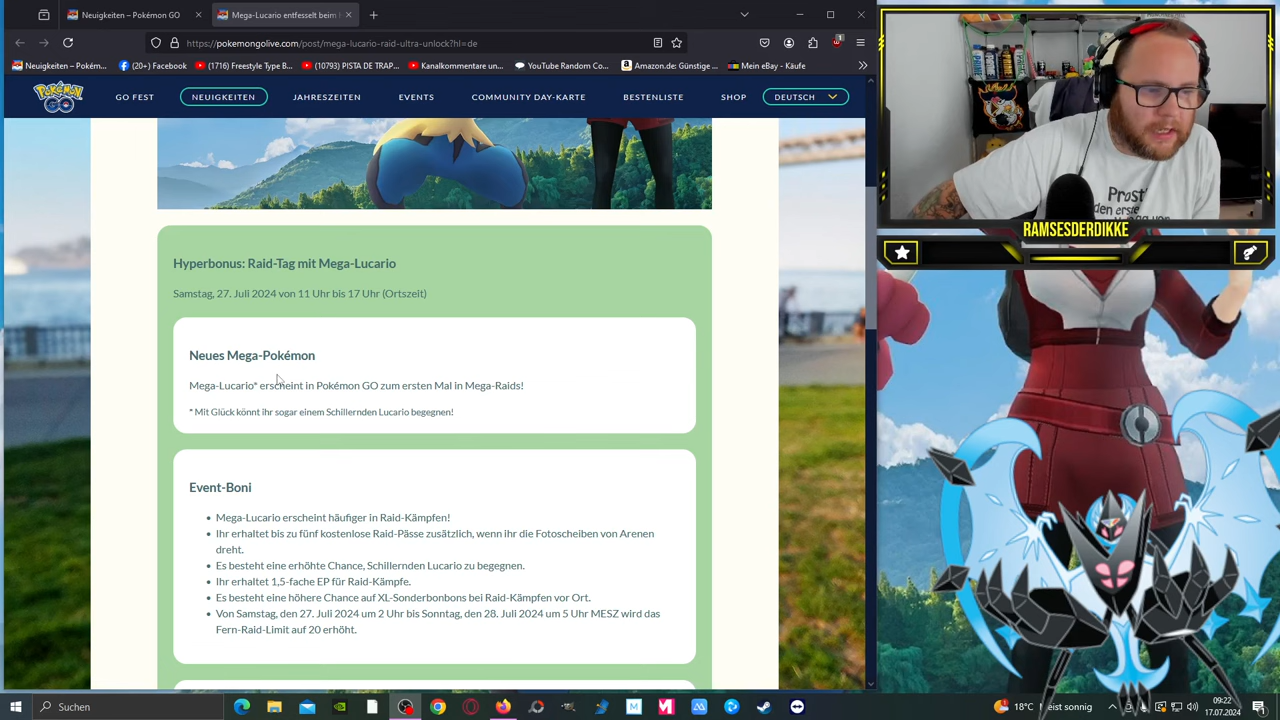 Neuigkeiten – Pokém...
Pokémon GO entfesselt beim
https://pokemongolive.com/post/mega-lucario-raid-ultra-unlock?hl=de
Neuigkeiten – Pokém...
(20+) Facebook
(1716) Freestyle Type B...
(10793) PISTA DE TRAP...
Kanalkommentare un...
YouTube Random Co...
Amazon.de: Günstige ...
Mein eBay - Käufe
POKÉMON GO
GO FEST
NEUIGKEITEN
JAHRESZEITEN
EVENTS
COMMUNITY DAY-KARTE
BESTENLISTE
SHOP
DEUTSCH
Hyperbonus: Raid-Tag mit Mega-Lucario
Samstag, 27. Juli 2024 von 11 Uhr bis 17 Uhr (Ortszeit)
Neues Mega-Pokémon
Mega-Lucario* erscheint in Pokémon GO zum ersten Mal in Mega-Raids!
* Mit Glück könnt ihr sogar einem Schillernden Lucario begegnen!
Event-Boni
• Mega-Lucario erscheint häufiger in Raid-Kämpfen!
• Ihr erhaltet bis zu fünf kostenlose Raid-Pässe zusätzlich, wenn ihr die Fotoscheiben von Arenen
dreht.
• Es besteht eine erhöhte Chance, Schillernden Lucario zu begegnen.
• Ihr erhaltet 1,5-fache EP für Raid-Kämpfe.
• Es besteht eine höhere Chance auf XL-Sonderbonbons bei Raid-Kämpfen vor Ort.
• Von Samstag, den 27. Juli 2024 um 2 Uhr bis Sonntag, den 28. Juli 2024 um 5 Uhr MESZ wird das
Fern-Raid-Limit auf 20 erhöht.
Prost
den erste
RAMSESDERDIKKE
Suchen
18°C Meist sonnig
09:22
17.07.2024